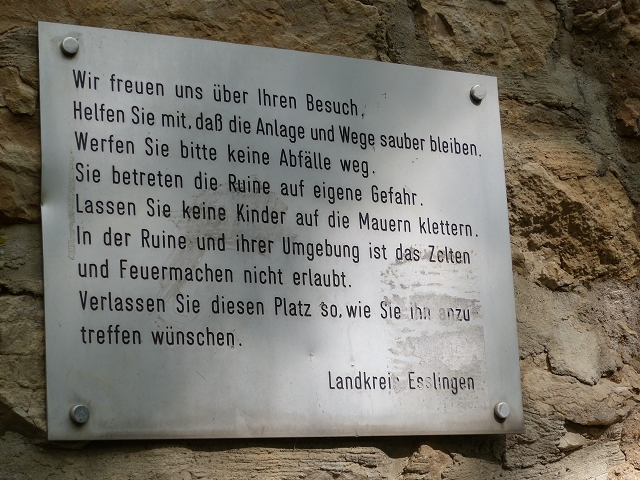 Wir freuen uns über Ihren Besuch.
Helfen Sie mit, daß die Anlage und Wege sauber bleiben.
Werfen Sie bitte keine Abfälle weg.
Sie betreten die Ruine auf eigene Gefahr.
Lassen Sie keine Kinder auf die Mauern klettern.
In der Ruine und ihrer Umgebung ist das Zelten
und Feuermachen nicht erlaubt.
Verlassen Sie diesen Platz so, wie Sie ihn anzu
treffen wünschen.
Landkreis Esslingen